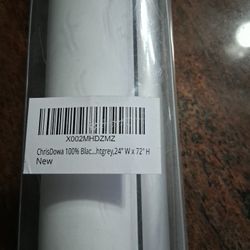 X002MHDZMZ
ChrisDowa 100% Blac...htgrey,24" W x 72" H
New